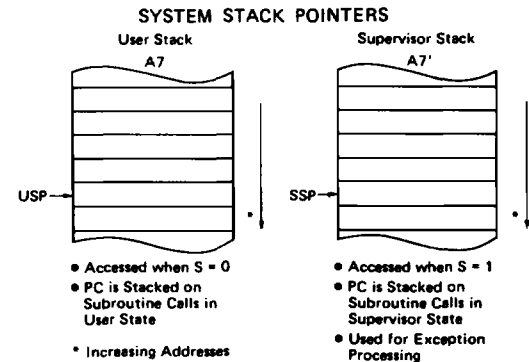 SYSTEM STACK POINTERS
User Stack
A7
USP
*
• Accessed when S = 0
• PC is Stacked on
Subroutine Calls in
User State
* Increasing Addresses
Supervisor Stack
A7'
SSP
*
• Accessed when S = 1
• PC is Stacked on
Subroutine Calls in
Supervisor State
• Used for Exception
Processing